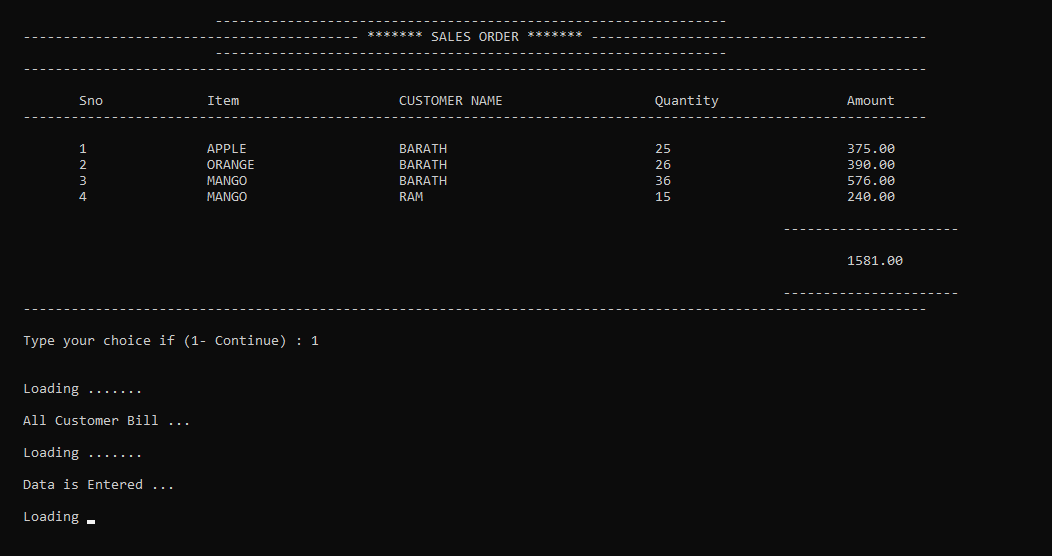 ----------------------------------------------------------------
------------------------------------------ ******* SALES ORDER ******* ------------------------------------------
----------------------------------------------------------------
-----------------------------------------------------------------------------------------------------------------
Sno Item CUSTOMER NAME Quantity Amount
-----------------------------------------------------------------------------------------------------------------
1 APPLE BARATH 25 375.00
2 ORANGE BARATH 26 390.00
3 MANGO BARATH 36 576.00
4 MANGO RAM 15 240.00
----------------------
1581.00
----------------------
-----------------------------------------------------------------------------------------------------------------
Type your choice if (1- Continue) : 1
Loading .......
All Customer Bill ...
Loading .......
Data is Entered ...
Loading